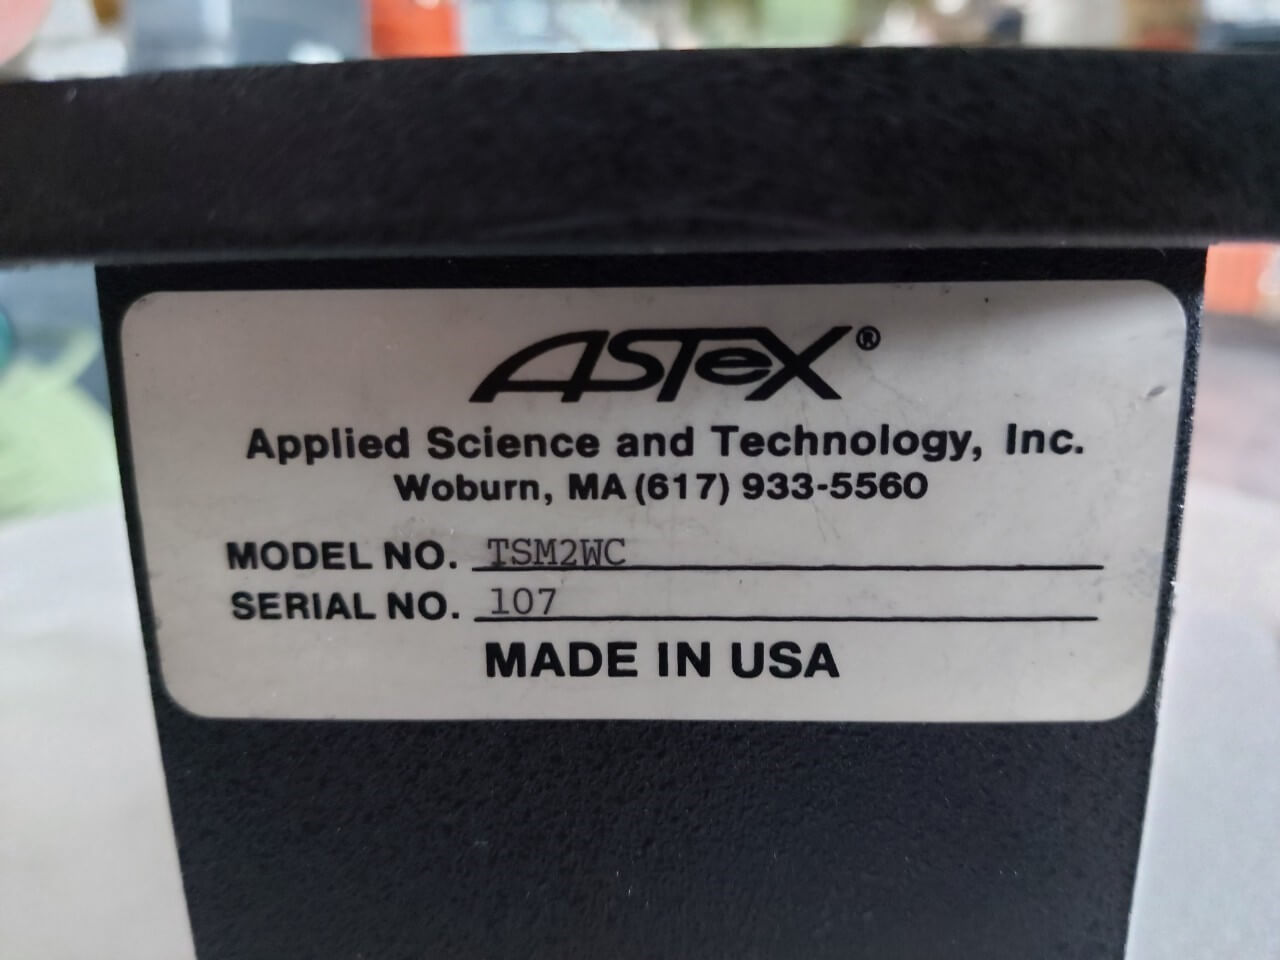 ASTeX®
Applied Science and Technology, Inc.
Woburn, MA (617) 933-5560
MODEL NO. TSM2WC
SERIAL NO. 107
MADE IN USA